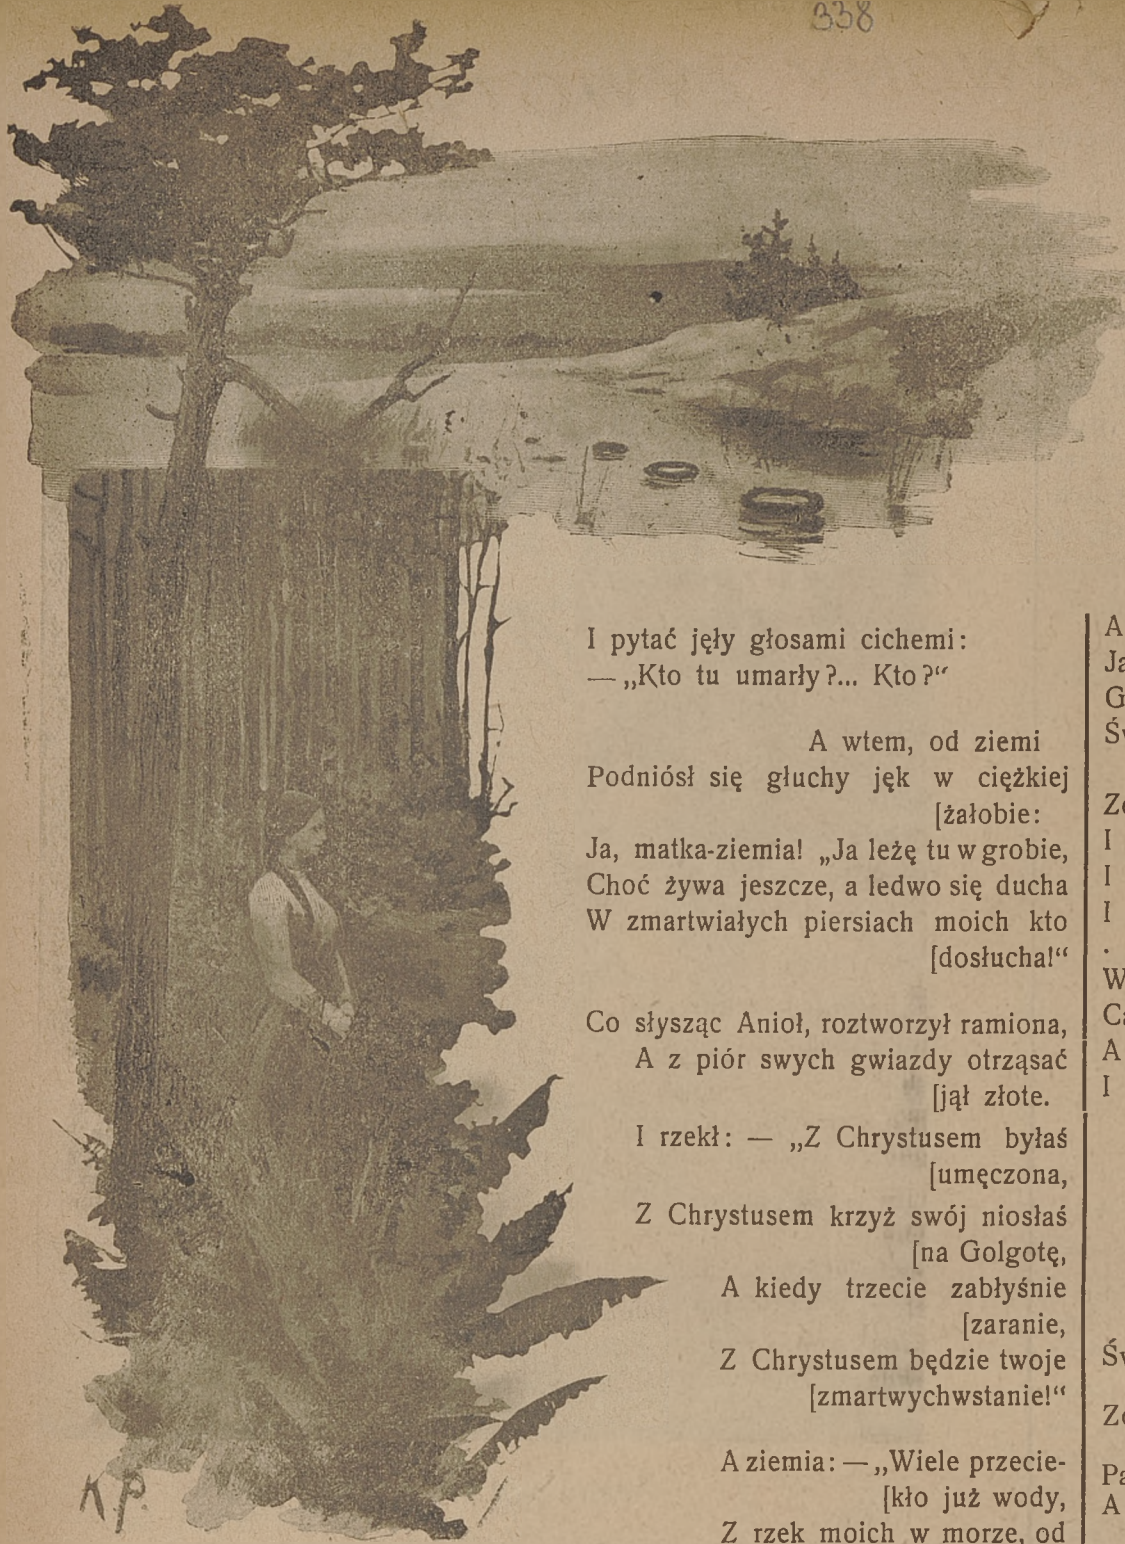 338
I pytać jęły głosami cichemi:
— „Kto tu umarły?... Kto?“
A wtem, od ziemi
Podniósł się głuchy jęk w ciężkiej
[żałobie:
Ja, matka-ziemia! „Ja leżę tu w grobie,
Choć żywa jeszcze, a ledwo się ducha
W zmartwiałych piersiach moich kto
[dosłucha!“
Co słysząc Anioł, roztworzył ramiona,
A z piór swych gwiazdy otrząsać
[jął złote.
I rzekł: — „Z Chrystusem byłaś
[umęczona,
Z Chrystusem krzyż swój niosłaś
[na Golgotę,
A kiedy trzecie zabłyśnie
[zaranie,
Z Chrystusem będzie twoje
[zmartwychwstanie!“
A ziemia: — „Wiele przecie-
[kło już wody,
Z rzek moich w morze, od
K. P.
A
I
I
I
.
A
I
A